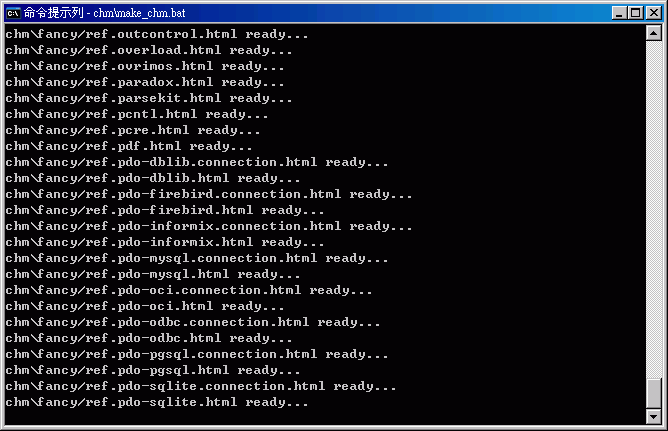 命令提示列 - chm\make_chm.bat
chm\fancy/ref.outcontrol.html ready...
chm\fancy/ref.overload.html ready...
chm\fancy/ref.ovrimos.html ready...
chm\fancy/ref.paradox.html ready...
chm\fancy/ref.parsekit.html ready...
chm\fancy/ref.pcntl.html ready...
chm\fancy/ref.pcre.html ready...
chm\fancy/ref.pdf.html ready...
chm\fancy/ref.pdo-dblib.connection.html ready...
chm\fancy/ref.pdo-dblib.html ready...
chm\fancy/ref.pdo-firebird.connection.html ready...
chm\fancy/ref.pdo-firebird.html ready...
chm\fancy/ref.pdo-informix.connection.html ready...
chm\fancy/ref.pdo-informix.html ready...
chm\fancy/ref.pdo-mysql.connection.html ready...
chm\fancy/ref.pdo-mysql.html ready...
chm\fancy/ref.pdo-oci.connection.html ready...
chm\fancy/ref.pdo-oci.html ready...
chm\fancy/ref.pdo-odbc.connection.html ready...
chm\fancy/ref.pdo-odbc.html ready...
chm\fancy/ref.pdo-pgsql.connection.html ready...
chm\fancy/ref.pdo-pgsql.html ready...
chm\fancy/ref.pdo-sqlite.connection.html ready...
chm\fancy/ref.pdo-sqlite.html ready...